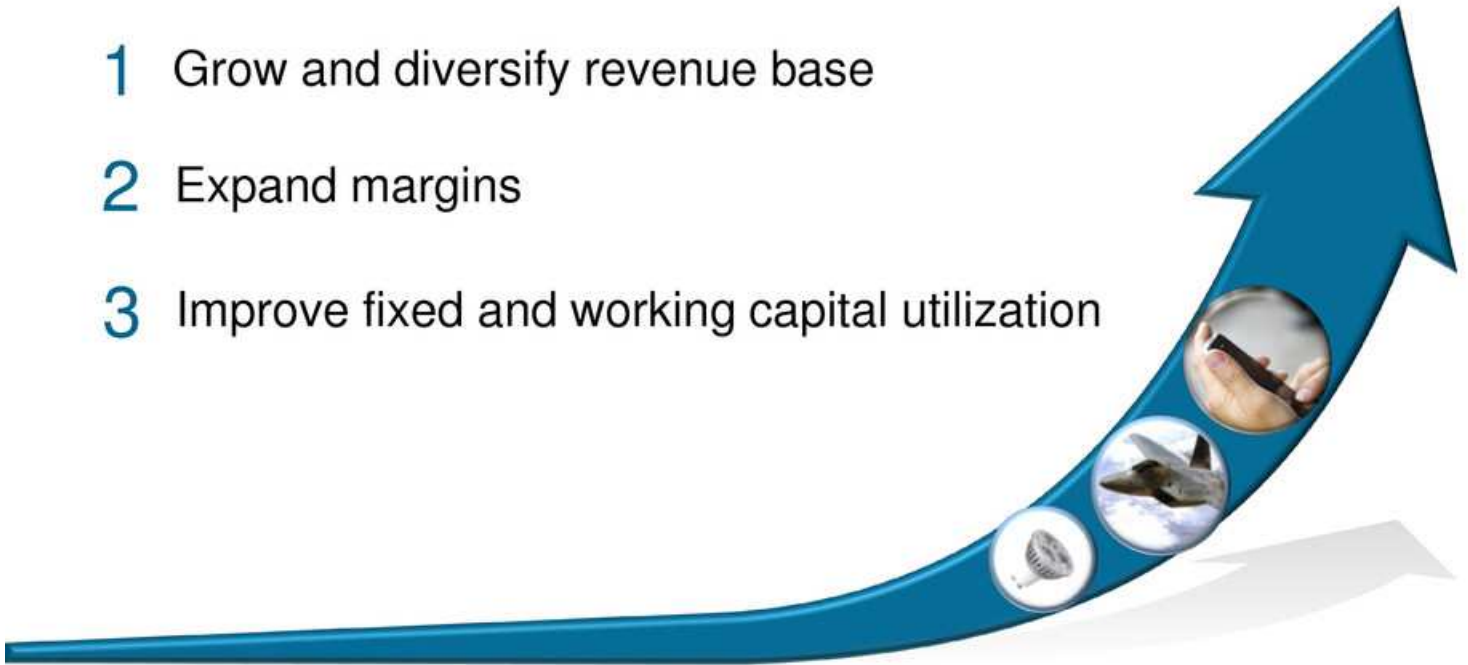 1 Grow and diversify revenue base
2 Expand margins
3 Improve fixed and working capital utilization